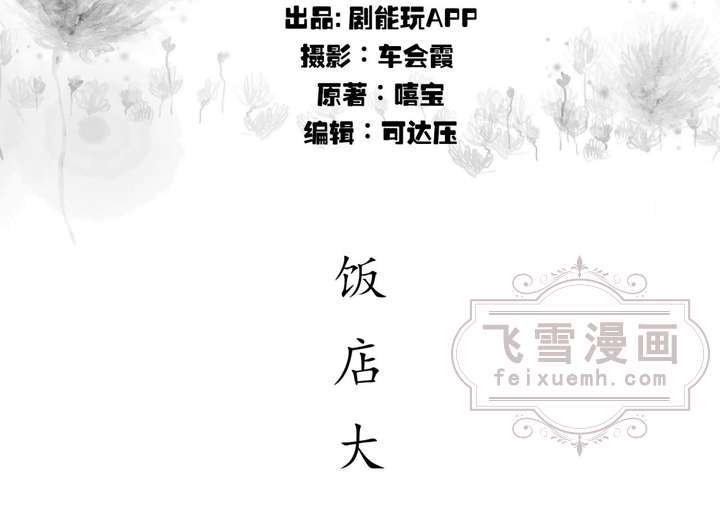 出品: 剧能玩APP
摄影：车会霞
原著：嘻宝
编辑：可达压
饭店大
飞雪漫画
feixuemh.com